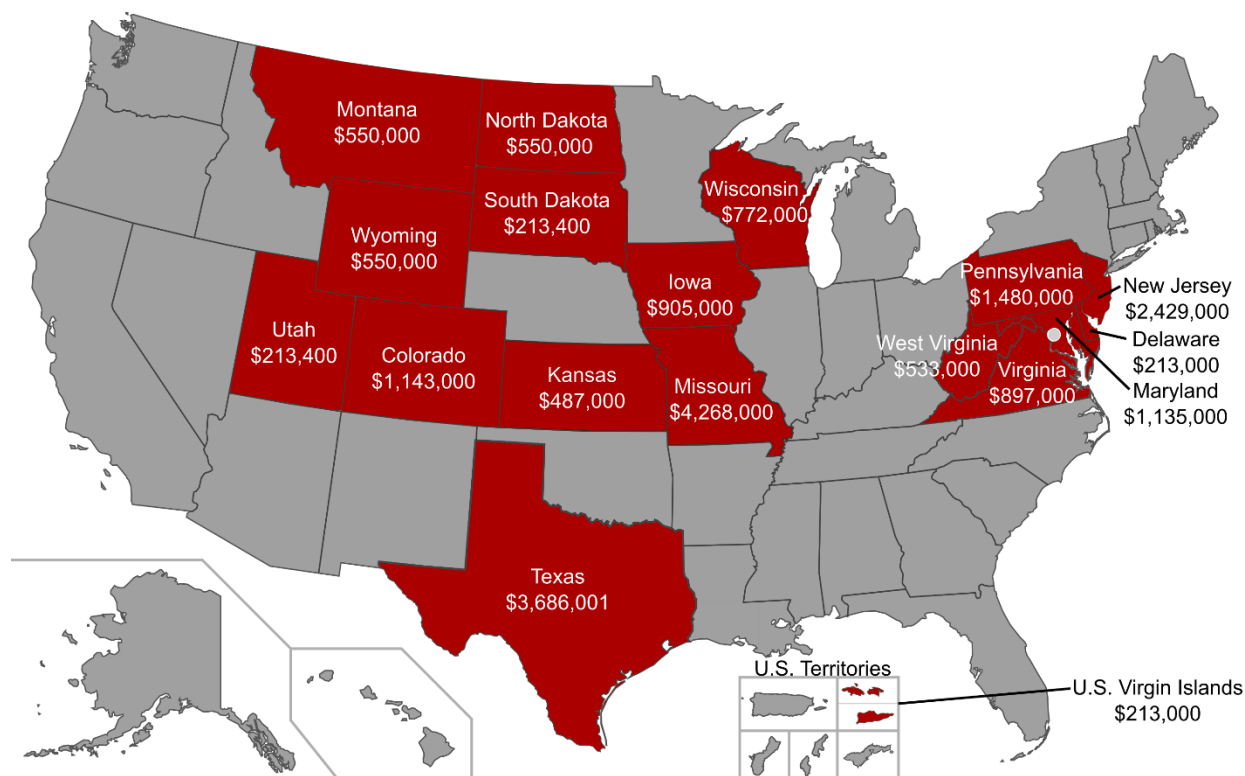 Montana
$550,000
North Dakota
$550,000
South Dakota
$213,400
Wisconsin
$772,000
Wyoming
$550,000
Iowa
$905,000
Pennsylvania
$1,480,000
New Jersey
$2,429,000
Utah
$213,400
Colorado
$1,143,000
Kansas
$487,000
Missouri
$4,268,000
West Virginia
$533,000
Virginia
$897,000
Delaware
$213,000
Maryland
$1,135,000
Texas
$3,686,001
U.S. Territories
U.S. Virgin Islands
$213,000